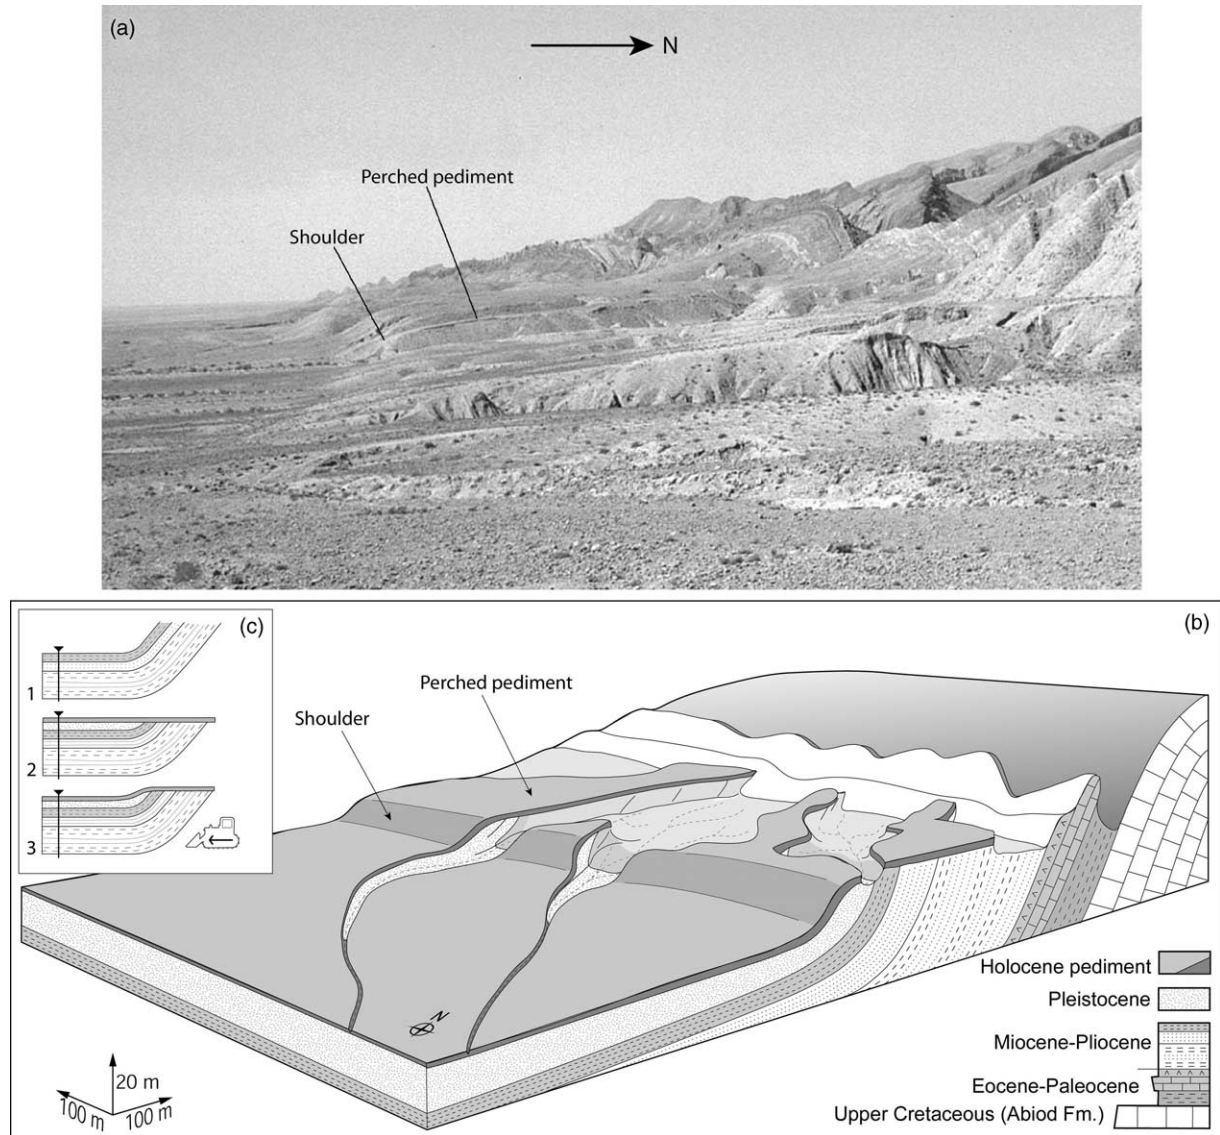 (a)
N
Perched pediment
Shoulder
(c)
(b)
1
2
3
Perched pediment
Shoulder
N
20 m
100 m
100 m
Holocene pediment
Pleistocene
Miocene-Pliocene
Eocene-Paleocene
Upper Cretaceous (Abiod Fm.)